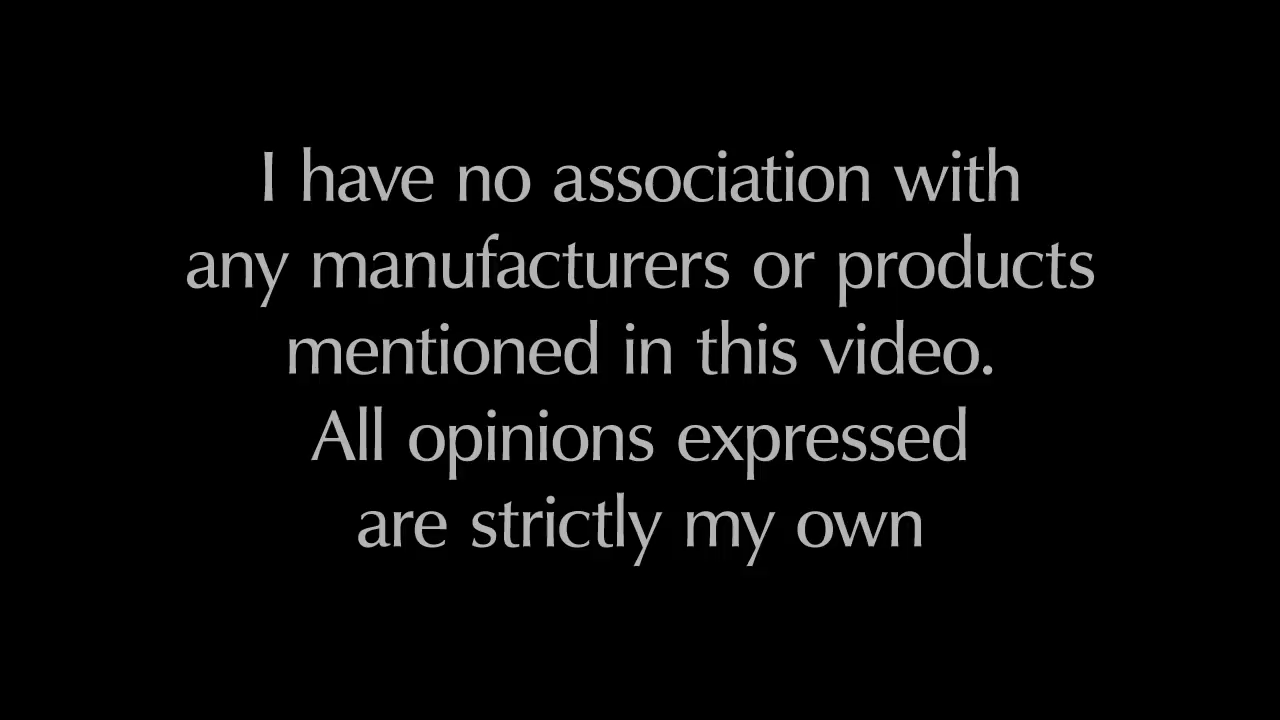 I have no association with
any manufacturers or products
mentioned in this video.
All opinions expressed
are strictly my own